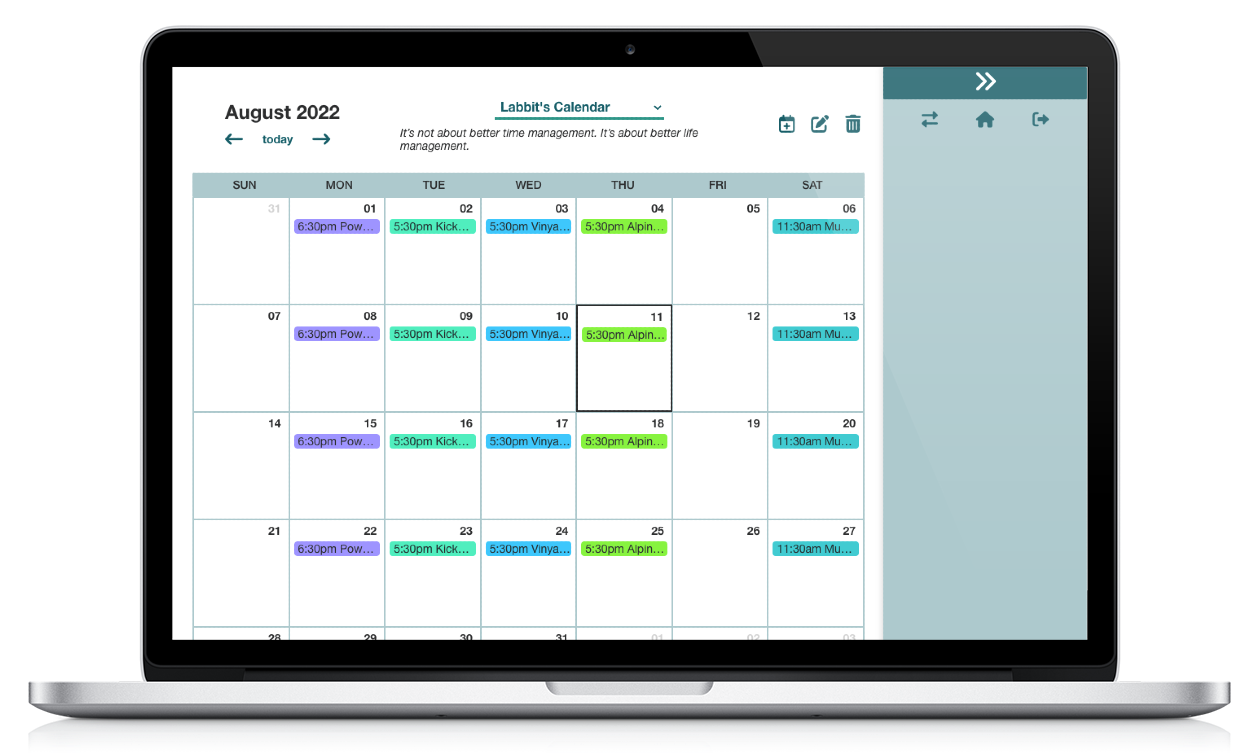 August 2022
today
Labbit's Calendar
It's not about better time management. It's about better life
management.
SUN MON TUE WED THU FRI SAT
31 01 02 03 04 05 06
6:30pm Pow... 5:30pm Kick... 5:30pm Vinya... 5:30pm Alpin... 11:30am Mu...
07 08 09 10 11 12 13
6:30pm Pow... 5:30pm Kick... 5:30pm Vinya... 5:30pm Alpin... 11:30am Mu...
14 15 16 17 18 19 20
6:30pm Pow... 5:30pm Kick... 5:30pm Vinya... 5:30pm Alpin... 11:30am Mu...
21 22 23 24 25 26 27
6:30pm Pow... 5:30pm Kick... 5:30pm Vinya... 5:30pm Alpin... 11:30am Mu...
28 29 30 31 01 02 03